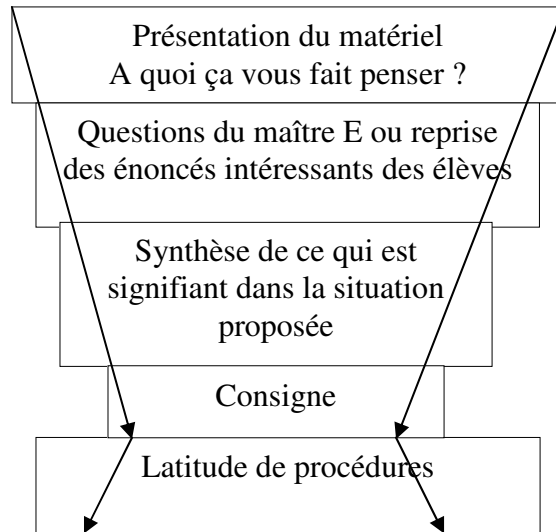 Présentation du matériel
A quoi ça vous fait penser ?
Questions du maître E ou reprise
des énoncés intéressants des élèves
Synthèse de ce qui est
signifiant dans la situation
proposée
Consigne
Latitude de procédures